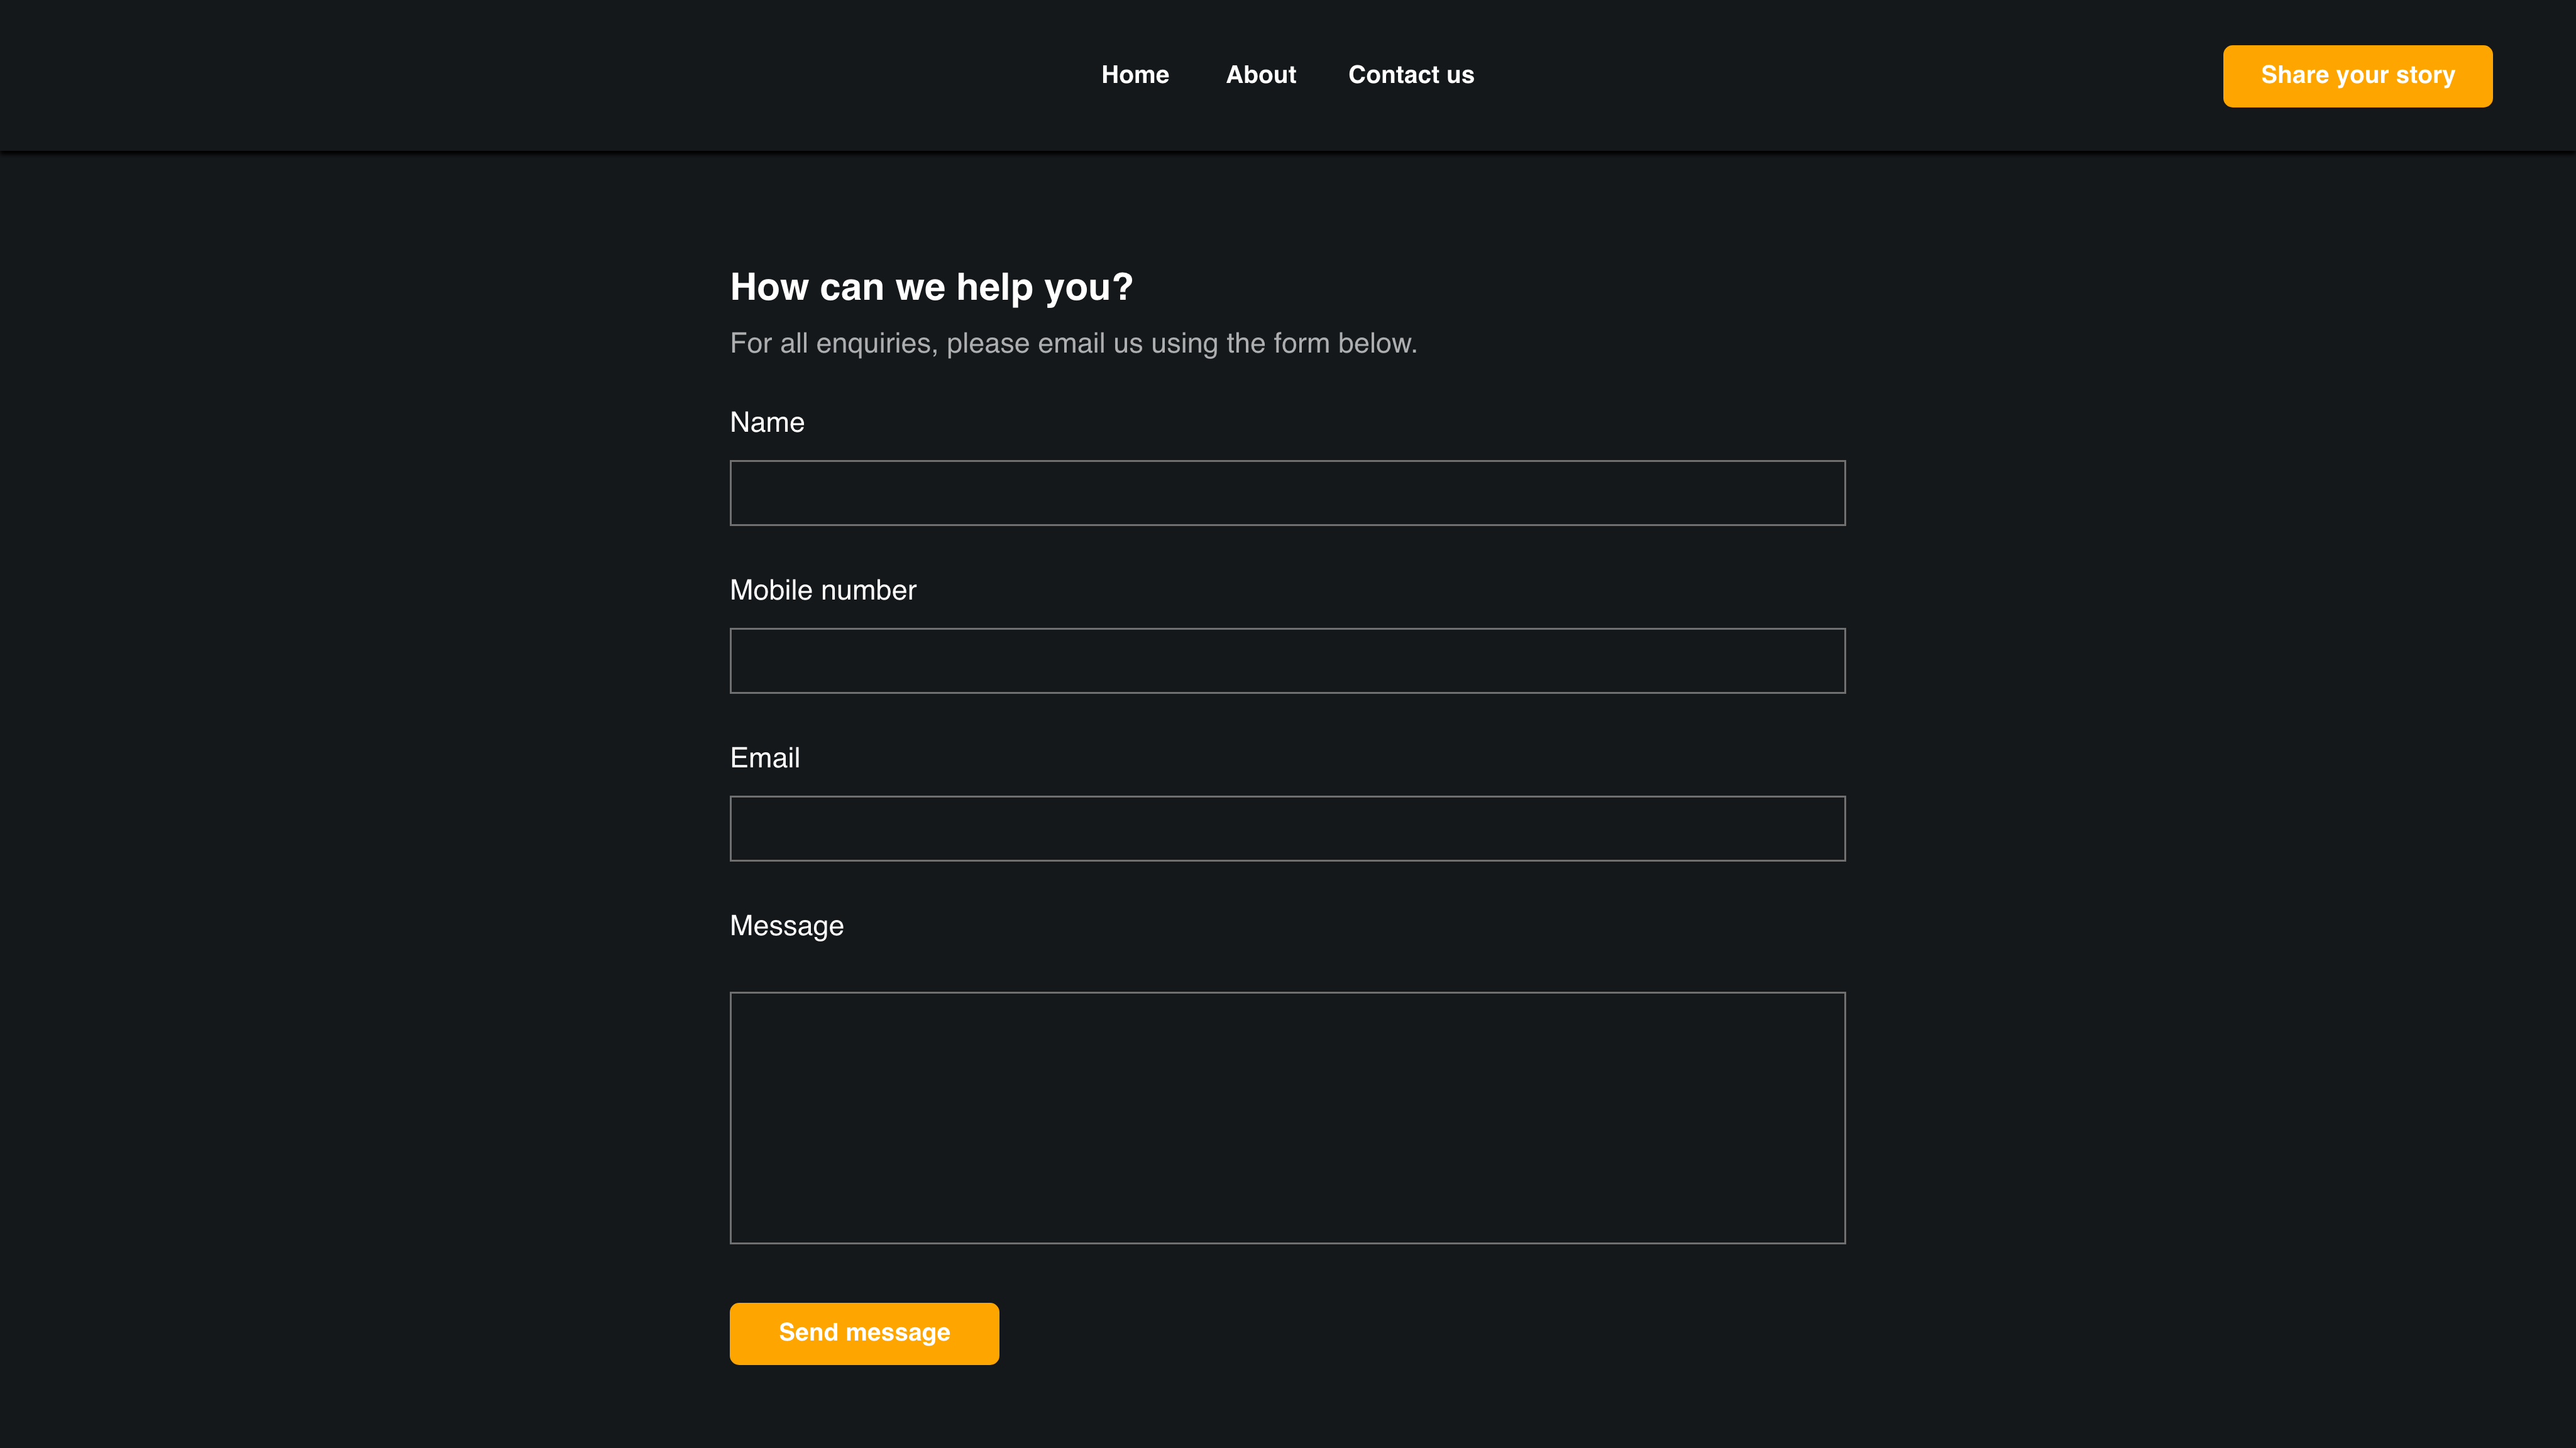 Home About Contact us Share your story
How can we help you?
For all enquiries, please email us using the form below.
Name
Mobile number
Email
Message
Send message